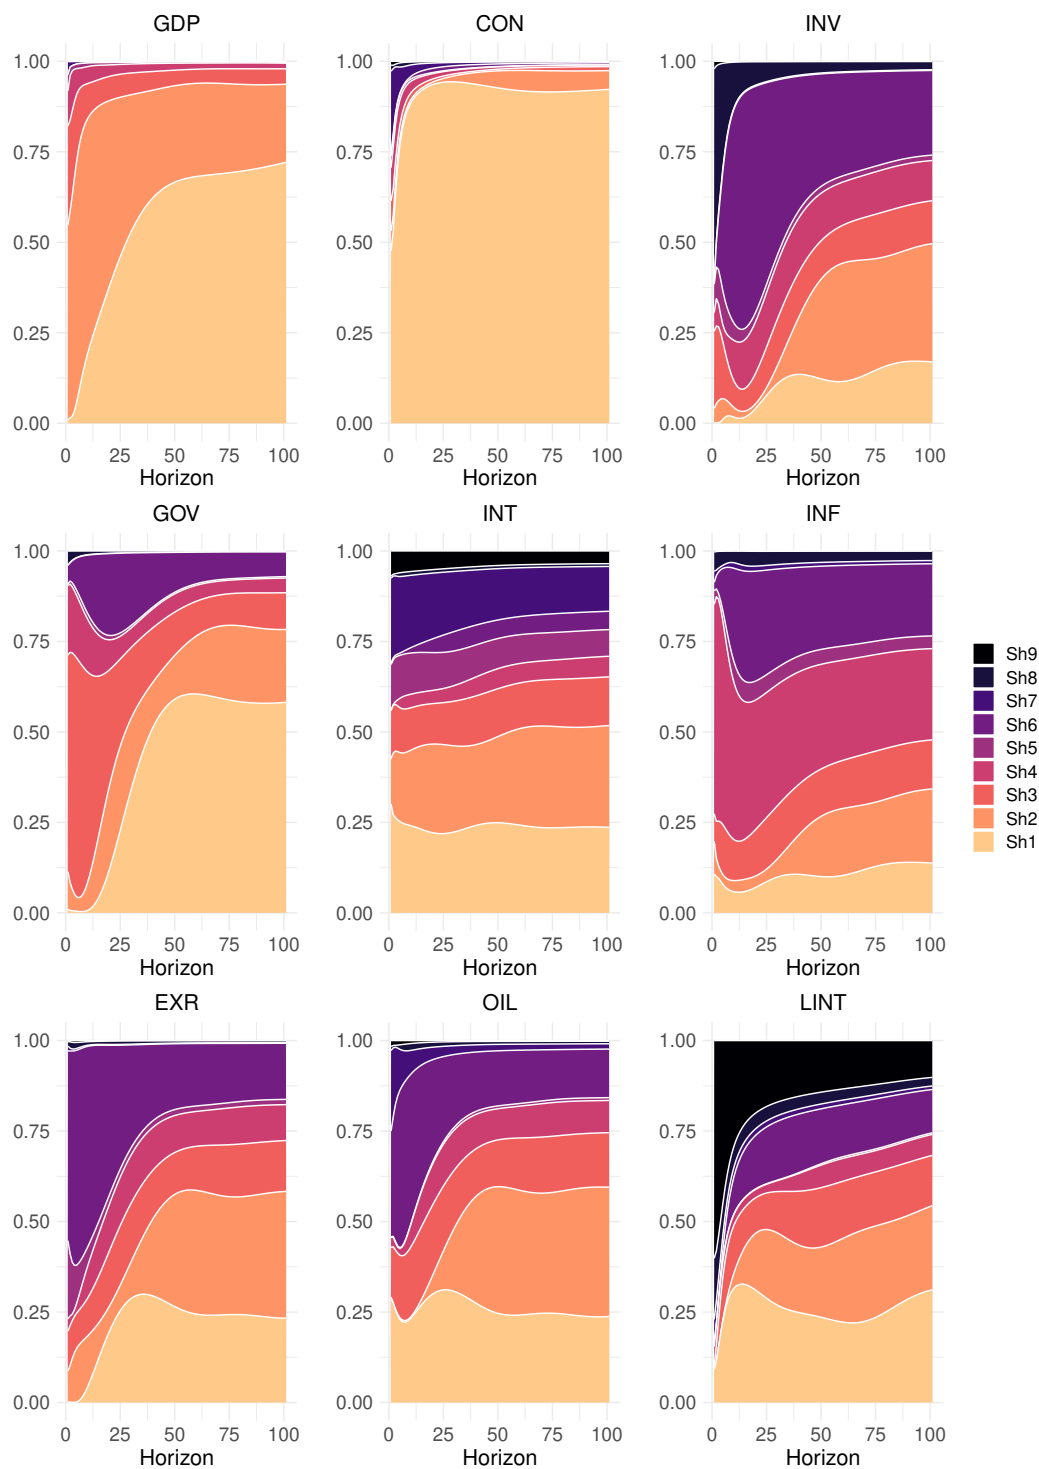 GDP CON INV
1.00 1.00 1.00
0.75 0.75 0.75
0.50 0.50 0.50
0.25 0.25 0.25
0.00 0.00 0.00
0 25 50 75 100 0 25 50 75 100 0 25 50 75 100
Horizon Horizon Horizon
GOV INT INF
1.00 1.00 1.00
0.75 0.75 0.75
0.50 0.50 0.50
0.25 0.25 0.25
0.00 0.00 0.00
0 25 50 75 100 0 25 50 75 100 0 25 50 75 100
Horizon Horizon Horizon
Sh9
Sh8
Sh7
Sh6
Sh5
Sh4
Sh3
Sh2
Sh1
EXR OIL LINT
1.00 1.00 1.00
0.75 0.75 0.75
0.50 0.50 0.50
0.25 0.25 0.25
0.00 0.00 0.00
0 25 50 75 100 0 25 50 75 100 0 25 50 75 100
Horizon Horizon Horizon